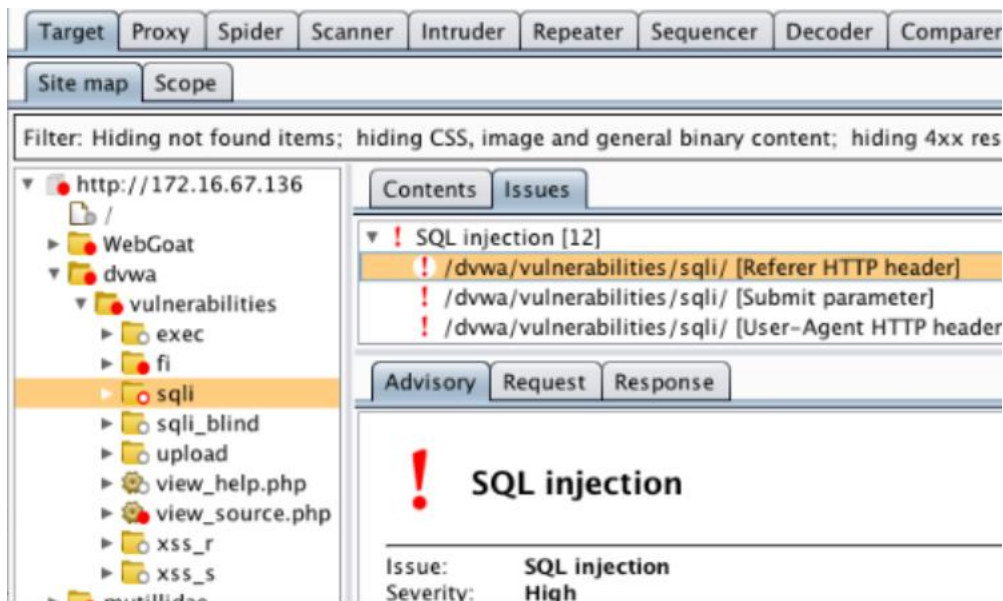 Target Proxy Spider Scanner Intruder Repeater Sequencer Decoder Comparer
Site map Scope
Filter: Hiding not found items; hiding CSS, image and general binary content; hiding 4xx res
http://172.16.67.136
/
WebGoat
dvwa
vulnerabilities
exec
fi
sqli
sqli_blind
upload
view_help.php
view_source.php
xss_r
xss_s
mutillidae
Contents Issues
! SQL injection [12]
! /dvwa/vulnerabilities/sqli/ [Referer HTTP header]
! /dvwa/vulnerabilities/sqli/ [Submit parameter]
! /dvwa/vulnerabilities/sqli/ [User-Agent HTTP header
Advisory Request Response
! SQL injection
Issue: SQL injection
Severity: High